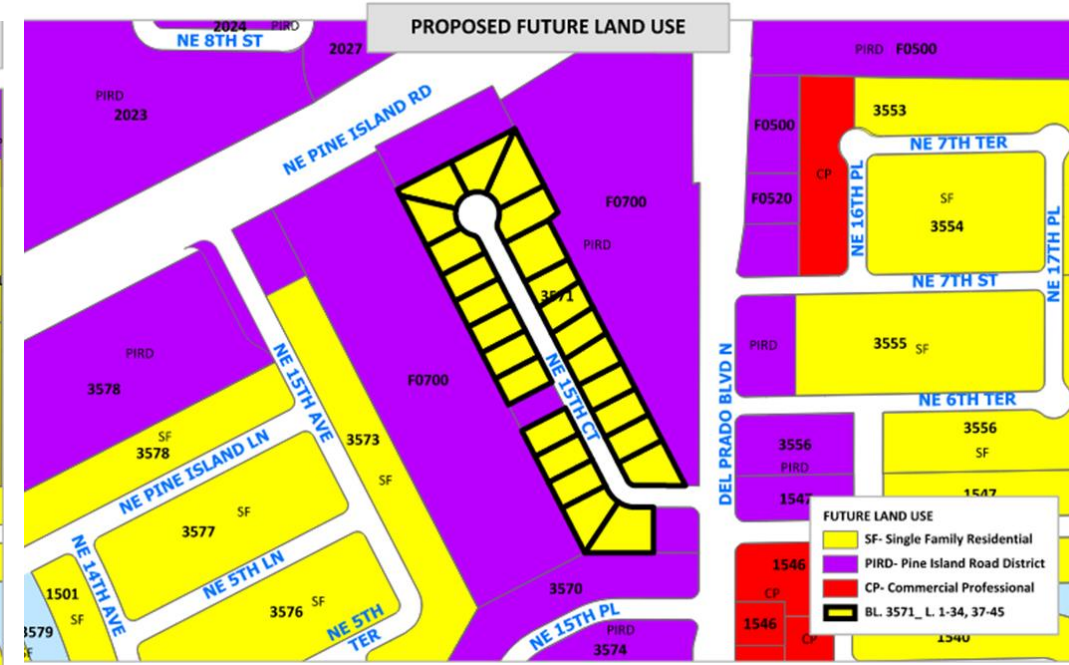 PROPOSED FUTURE LAND USE
2024 PIRD
NE 8TH ST
2027
PIRD
2023
NE PINE ISLAND RD
PIRD F0500
3553
F0500
NE 7TH TER
CP
NE 16TH PL
F0520
SF
3554
NE 17TH PL
F0700
PIRD
NE 7TH ST
3571
PIRD
3578
NE 15TH AVE
F0700
NE 15TH CT
DEL PRADO BLVD N
PIRD
3555 SF
NE 6TH TER
SF
3578
NE PINE ISLAND LN
3573
SF
3556
PIRD
1547
3556
SF
1547
SF
3577
NE 14TH AVE
NE 5TH LN
1501
SF
3576 SF
NE 5TH
TER
3579
SF
3570
NE 15TH PL
PIRD
3574
1546
CP
1546
CP
1540
FUTURE LAND USE
SF- Single Family Residential
PIRD- Pine Island Road District
CP- Commercial Professional
BL. 3571_ L. 1-34, 37-45